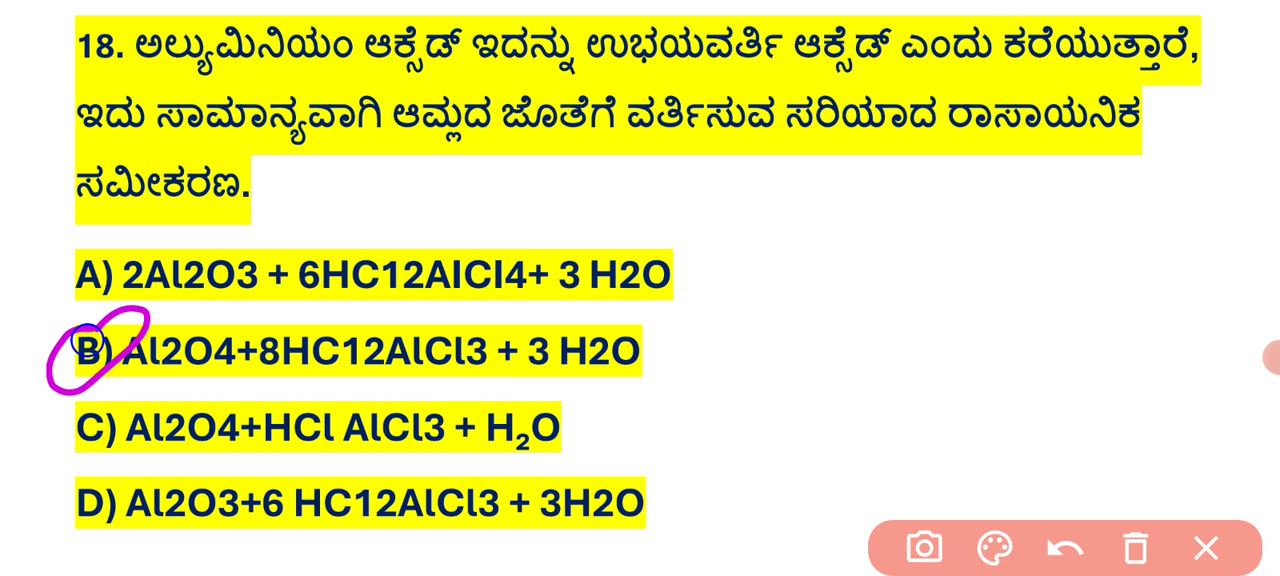 18. ಅಲ್ಯುಮಿನಿಯಂ ಆಕ್ಸೆಡ್ ಇದನ್ನು ಉಭಯವರ್ತಿ ಆಕ್ಸೆಡ್ ಎಂದು ಕರೆಯುತ್ತಾರೆ,
ಇದು ಸಾಮಾನ್ಯವಾಗಿ ಆಮ್ಲದ ಜೊತೆಗೆ ವರ್ತಿಸುವ ಸರಿಯಾದ ರಾಸಾಯನಿಕ
ಸಮೀಕರಣ.
A) 2Al2O3 + 6HC12AlCl4+ 3 H2O
B) Al2O4+8HC12AlCl3 + 3 H2O
C) Al2O4+HCl AlCl3 + H₂O
D) Al2O3+6 HC12AlCl3 + 3H2O